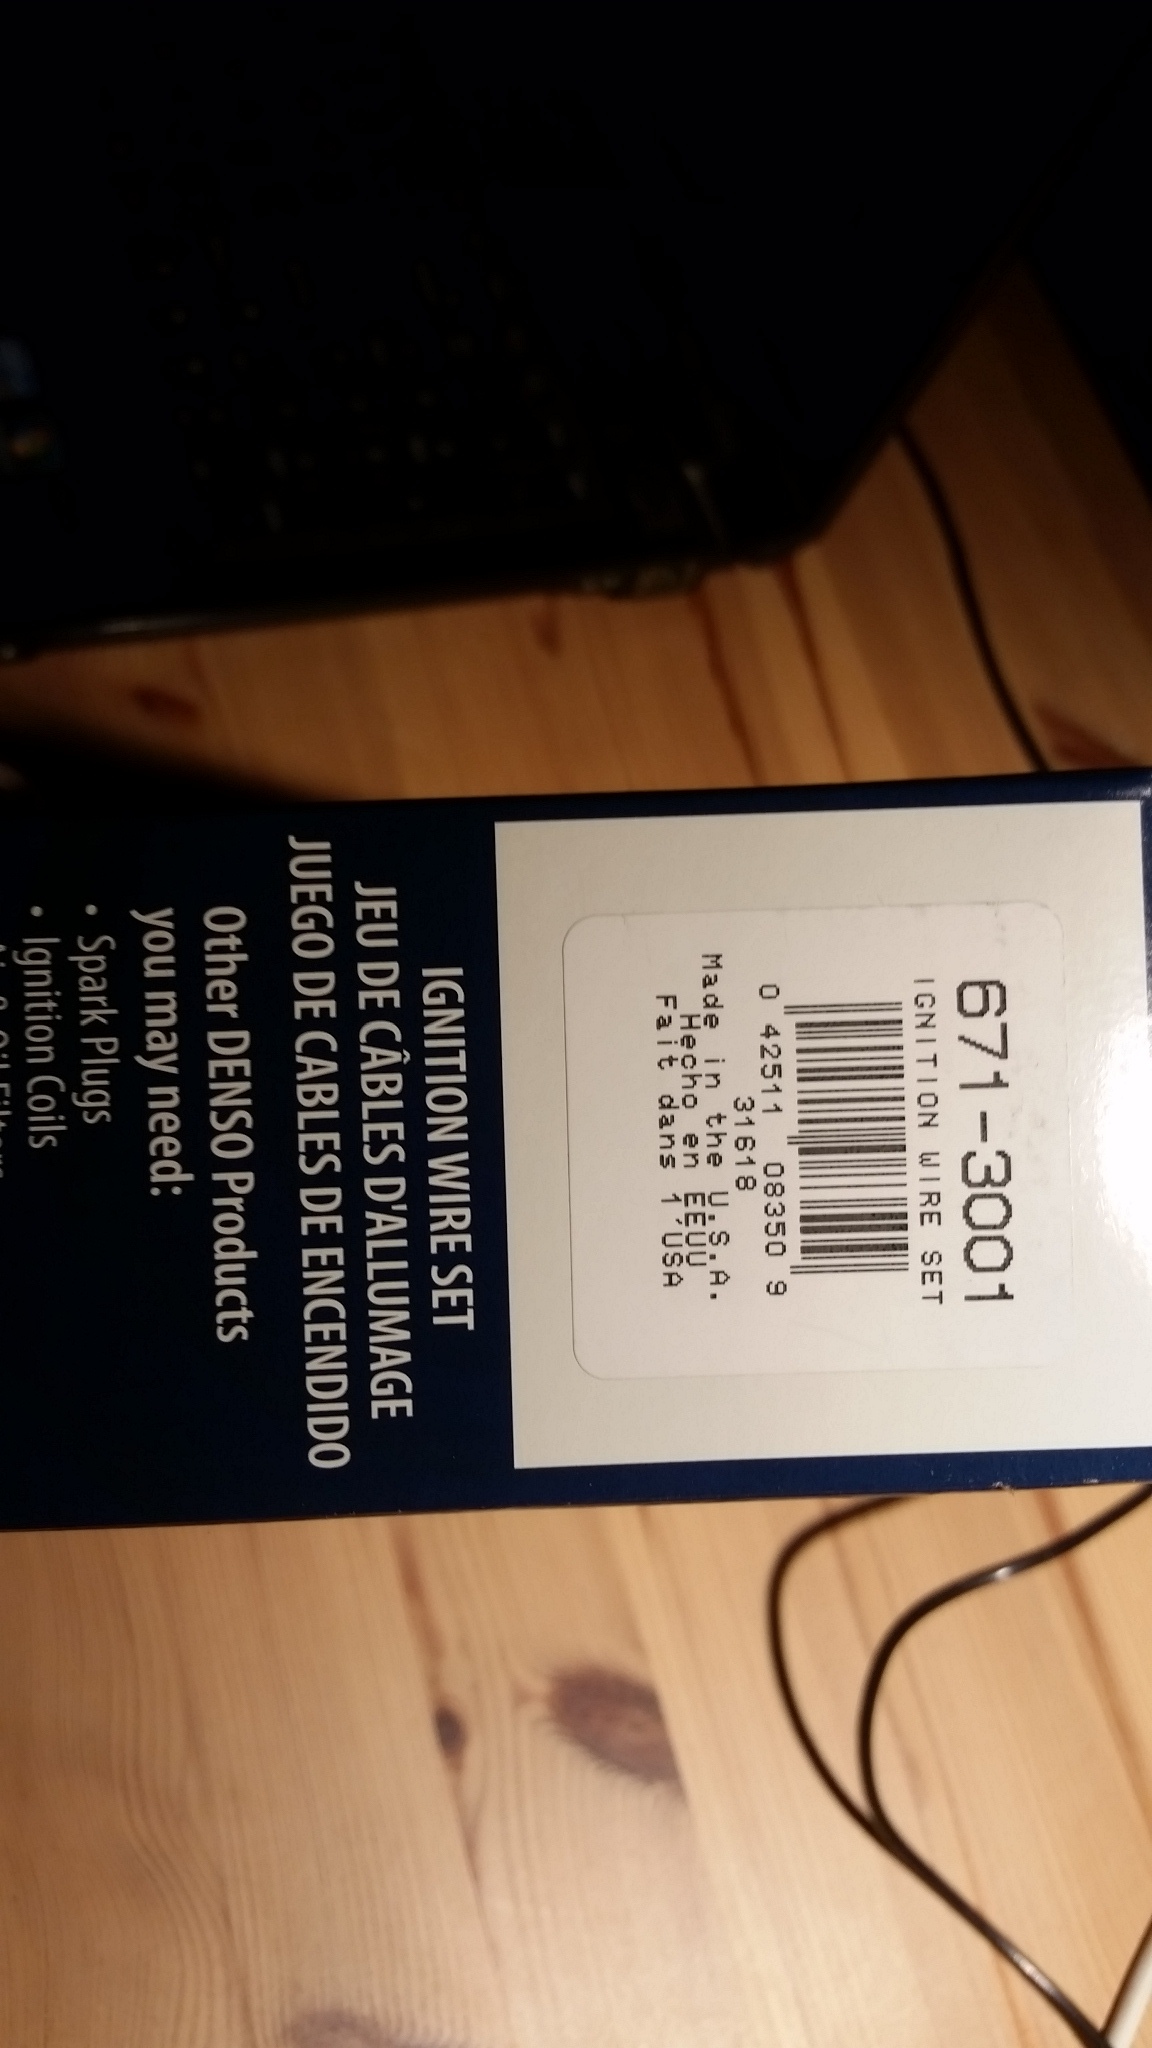 671-3001
IGNITION WIRE SET
0 42511 08350 9
31618
Made in the U.S.A.
Hecho en EEUU
Fait dans l'USA
IGNITION WIRE SET
JEU DE CÂBLES D'ALLUMAGE
JUEGO DE CABLES DE ENCENDIDO
Other DENSO Products
you may need:
• Spark Plugs
• Ignition Coils